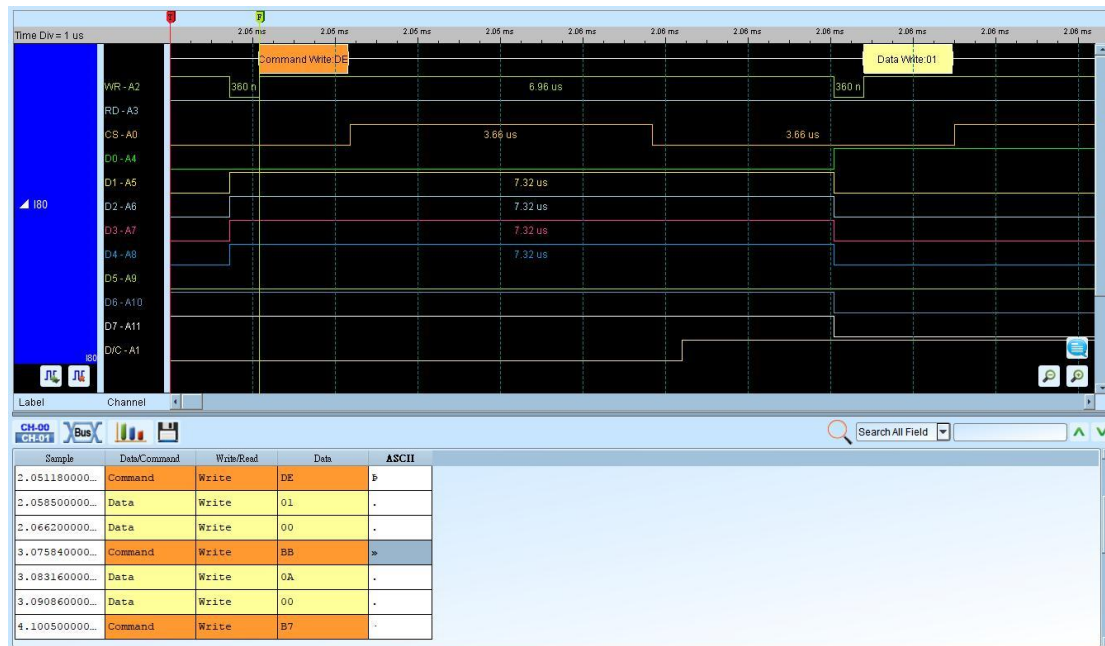 T F
Time Div = 1 us 2.06 ms 2.06 ms 2.06 ms 2.06 ms 2.06 ms 2.06 ms 2.06 ms 2.06 ms 2.06 ms 2.06 ms 2.06 ms
Command Write:DE Data Write:01
WR - A2 360 n 6.96 us 360 n
RD - A3
CS - A0 3.66 us 3.66 us
D0 - A4
D1 - A5 7.32 us
I80 D2 - A6 7.32 us
D3 - A7 7.32 us
D4 - A8 7.32 us
D5 - A9
D6 - A10
D7 - A11
D/C - A1
I80
Label Channel
CH-00
CH-01 Bus Search All Field
Sample Data/Command Write/Read Data ASCII
2.051180000... Command Write DE Þ
2.058500000... Data Write 01 .
2.066200000... Data Write 00 .
3.075840000... Command Write BB »
3.083160000... Data Write 0A .
3.090860000... Data Write 00 .
4.100500000... Command Write B7 ·